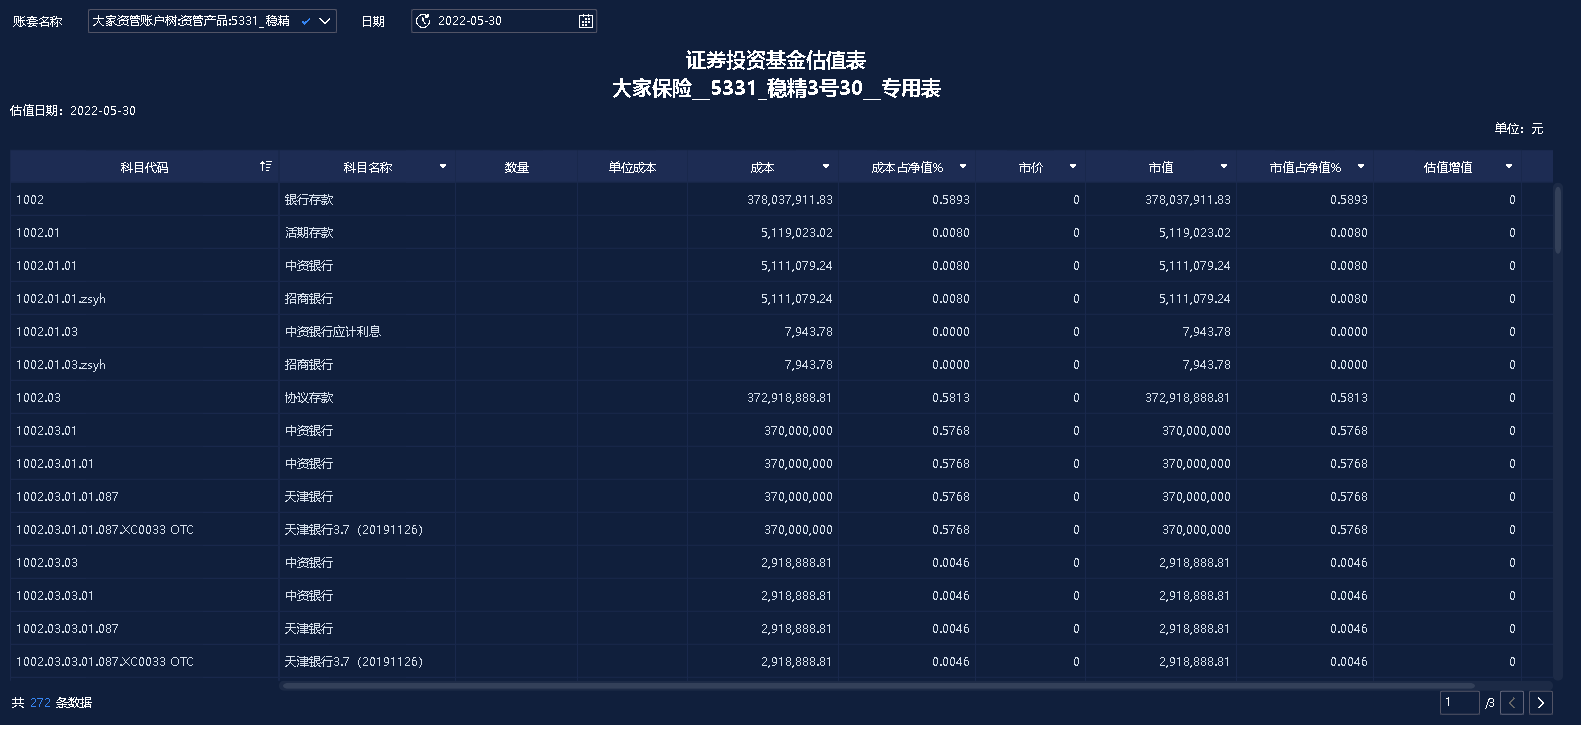 账套名称 大家资管账户树:资管产品:5331_稳精 日期 2022-05-30
证券投资基金估值表
大家保险__5331_稳精3号30__专用表
估值日期：2022-05-30
单位：元
科目代码 科目名称 数量 单位成本 成本 成本占净值% 市价 市值 市值占净值% 估值增值
1002 银行存款 378,037,911.83 0.5893 0 378,037,911.83 0.5893 0
1002.01 活期存款 5,119,023.02 0.0080 0 5,119,023.02 0.0080 0
1002.01.01 中资银行 5,111,079.24 0.0080 0 5,111,079.24 0.0080 0
1002.01.01.zsyh 招商银行 5,111,079.24 0.0080 0 5,111,079.24 0.0080 0
1002.01.03 中资银行应计利息 7,943.78 0.0000 0 7,943.78 0.0000 0
1002.01.03.zsyh 招商银行 7,943.78 0.0000 0 7,943.78 0.0000 0
1002.03 协议存款 372,918,888.81 0.5813 0 372,918,888.81 0.5813 0
1002.03.01 中资银行 370,000,000 0.5768 0 370,000,000 0.5768 0
1002.03.01.01 中资银行 370,000,000 0.5768 0 370,000,000 0.5768 0
1002.03.01.01.087 天津银行 370,000,000 0.5768 0 370,000,000 0.5768 0
1002.03.01.01.087.XC0033 OTC 天津银行3.7（20191126） 370,000,000 0.5768 0 370,000,000 0.5768 0
1002.03.03 中资银行 2,918,888.81 0.0046 0 2,918,888.81 0.0046 0
1002.03.03.01 中资银行 2,918,888.81 0.0046 0 2,918,888.81 0.0046 0
1002.03.03.01.087 天津银行 2,918,888.81 0.0046 0 2,918,888.81 0.0046 0
1002.03.03.01.087.XC0033 OTC 天津银行3.7（20191126） 2,918,888.81 0.0046 0 2,918,888.81 0.0046 0
共 272 条数据 1 /3